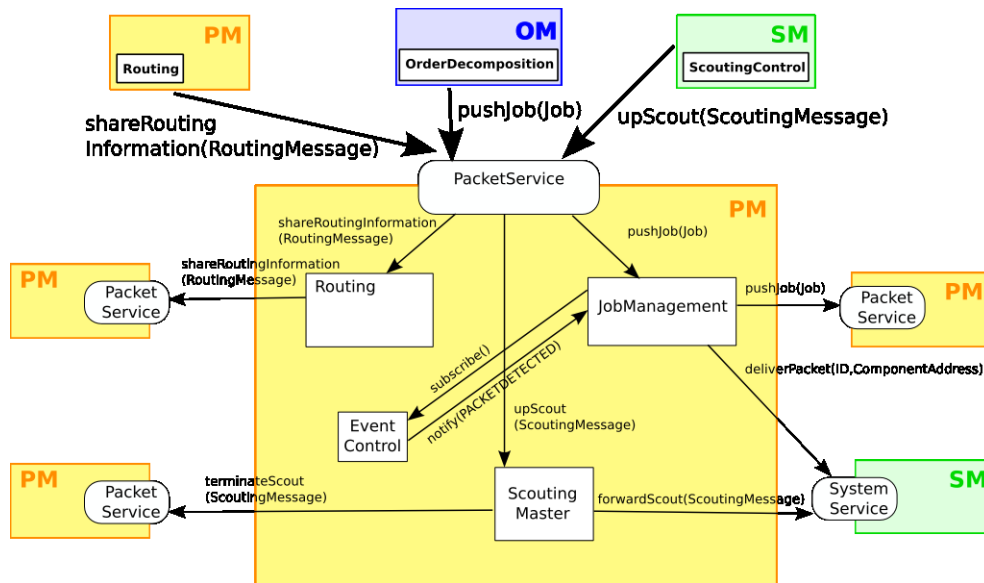 PM
Routing
OM
OrderDecomposition
SM
ScoutingControl
shareRouting
Information(RoutingMessage)
pushJob(Job)
upScout(ScoutingMessage)
PacketService
PM
shareRoutingInformation
(RoutingMessage)
pushJob(Job)
PM
Packet
Service
shareRoutingInformation
(RoutingMessage)
Routing
JobManagement
pushJob(Job)
Packet
Service
PM
subscribe()
notify(PACKETDETECTED)
deliverPacket(ID,ComponentAddress)
Event
Control
upScout
(ScoutingMessage)
PM
Packet
Service
terminateScout
(ScoutingMessage)
Scouting
Master
forwardScout(ScoutingMessage)
System
Service
SM